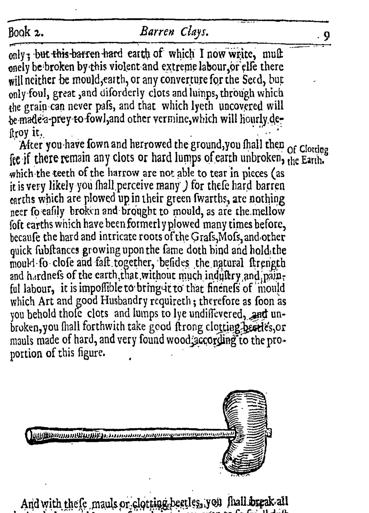 Book 2. Barren Clays. 9
only; but this barren hard earth of which I now write, muſt
onely be broken by this violent and extreme labour, or elſe there
will neither be mould, earth, or any converture for the Seed, but
only foul, great, and diſorderly clots and lumps, through which
the grain can never paſs, and that which lyeth uncovered will
be made a prey to fowl, and other vermine, which will hourly de-
ſtroy it.
After you have ſown and herrowed the ground, you ſhall then
ſee if there remain any clots or hard lumps of earth unbroken,
Of Clotting
the Earth.
which the teeth of the harrow are not able to tear in pieces (as
it is very likely you ſhall perceive many) for theſe hard barren
earths which are plowed up in their green ſwarths, are nothing
neer ſo eaſily broken and brought to mould, as are the mellow
ſoft earths which have been formerly plowed many times before,
becauſe the hard and intricate roots of the Graſs, Moſs, and other
quick ſubſtances growing upon the ſame doth bind and hold the
mould ſo cloſe and faſt together, beſides the natural ſtrength
and hardneſs of the earth, that without much induſtry and pain-
ful labour, it is impoſſible to bring it to that fineneſs of mould
which Art and good Husbandry requireth; therefore as ſoon as
you behold thoſe clots and lumps to lye undiſſevered, and un-
broken, you ſhall forthwith take good ſtrong clotting beetles, or
mauls made of hard, and very ſound wood, according to the pro-
portion of this figure.
And with theſe mauls or clotting beetles, you ſhall break all